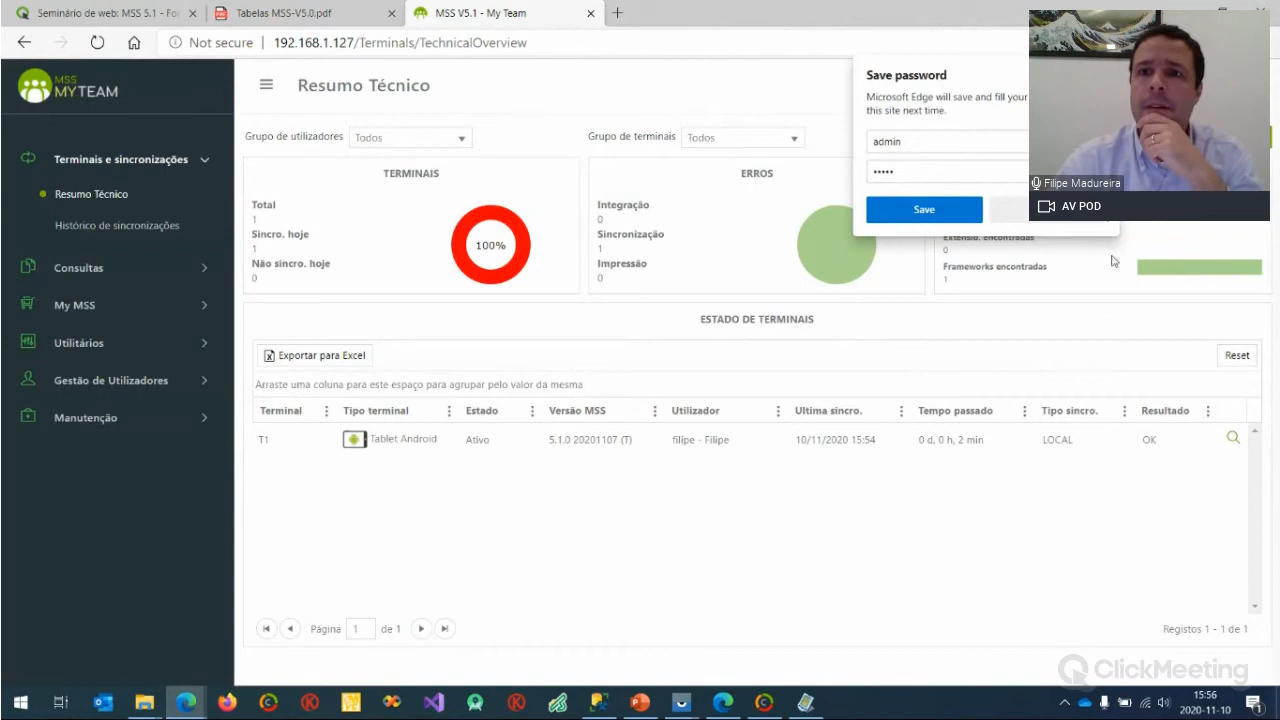 Seminário de web: MSS 5.1 - Fo
Tabelas MSS-V5.0.pdf
MSS V5.1 - My Team
Not secure
192.168.1.127/Terminals/TechnicalOverview
MSS
MYTEAM
Resumo Técnico
Save password
Microsoft Edge will save and fill your
this site next time.
admin
•••••
Save
Filipe Madureira
AV POD
Grupo de utilizadores
Todos
Grupo de terminais
Todos
Terminais e sincronizações
Resumo Técnico
Histórico de sincronizações
Consultas
My MSS
Utilitários
Gestão de Utilizadores
Manutenção
TERMINAIS
Total
1
Sincro. hoje
1
Não sincro. hoje
0
100%
ERROS
Integração
0
Sincronização
1
Impressão
0
Extensio. encontradas
0
Frameworks encontradas
1
ESTADO DE TERMINAIS
Exportar para Excel
Reset
Arraste uma coluna para este espaço para agrupar pelo valor da mesma
Terminal Tipo terminal Estado Versão MSS Utilizador Ultima sincro. Tempo passado Tipo sincro. Resultado
T1 Tablet Android Ativo 5.1.0 20201107 (T) filipe - Filipe 10/11/2020 15:54 0 d, 0 h, 2 min LOCAL OK
Página 1 de 1
Registos 1 - 1 de 1
ClickMeeting
15:56
2020-11-10
1